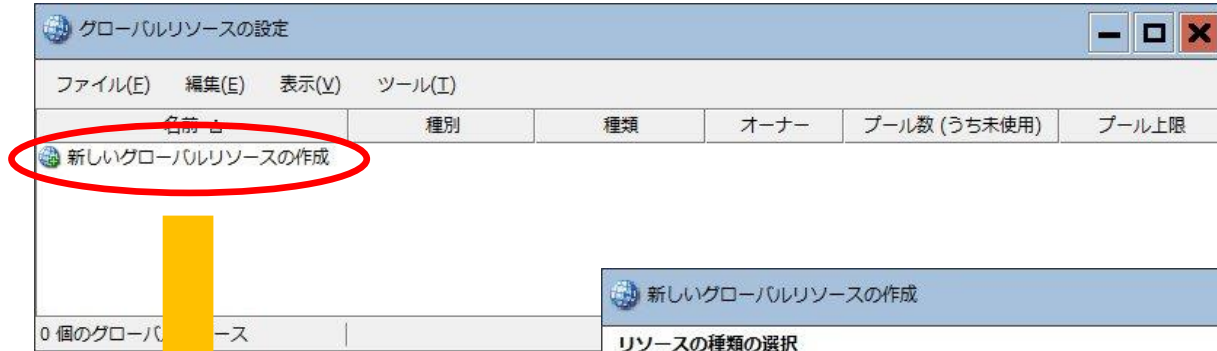 グローバルリソースの設定
ファイル(F) 編集(E) 表示(V) ツール(T)
名前 種別 種類 オーナー プール数 (うち未使用) プール上限
新しいグローバルリソースの作成
新しいグローバルリソースの作成
0 個のグローバ ース
リソースの種類の選択